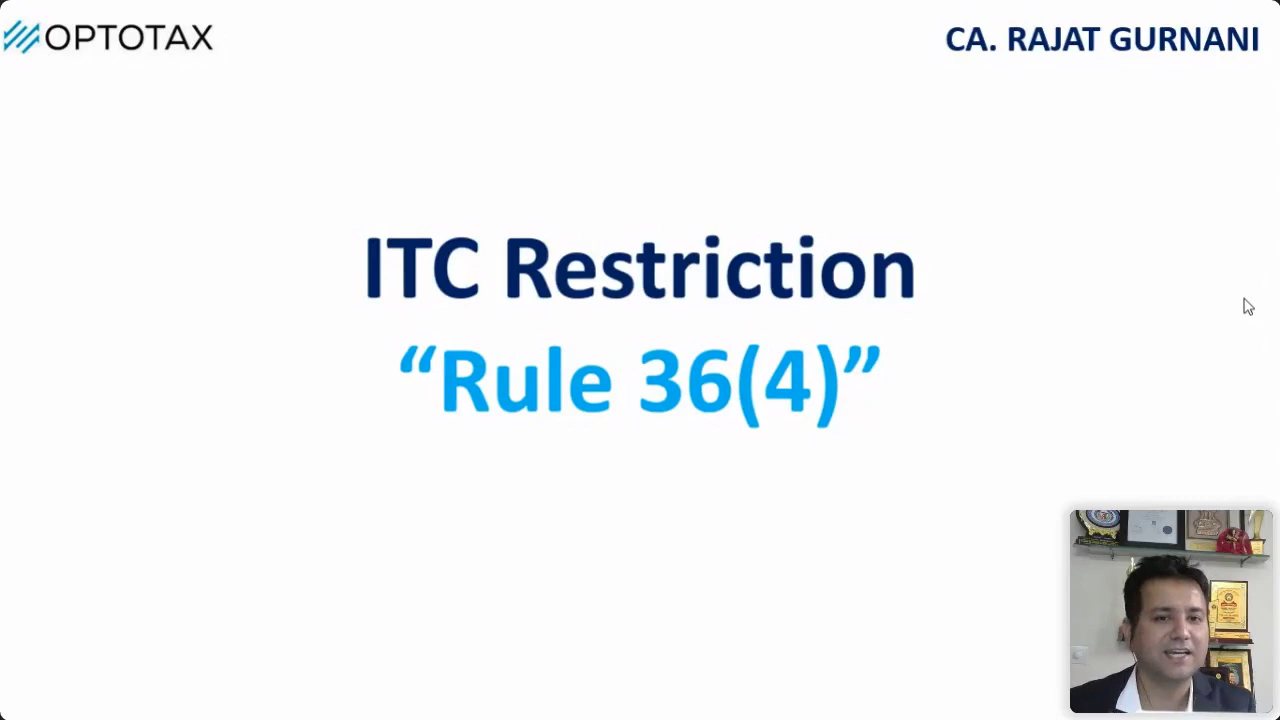 OPTOTAX
CA. RAJAT GURNANI
ITC Restriction
“Rule 36(4)”